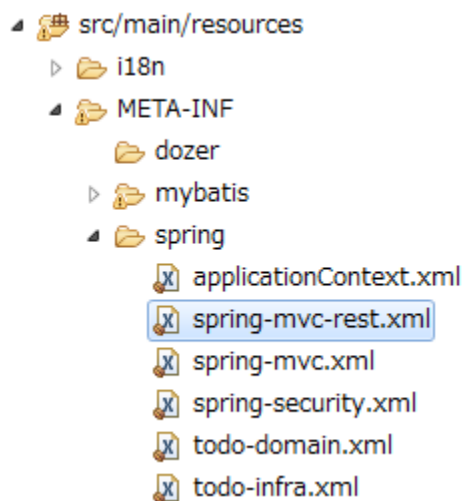 src/main/resources
i18n
META-INF
dozer
mybatis
spring
applicationContext.xml
spring-mvc-rest.xml
spring-mvc.xml
spring-security.xml
todo-domain.xml
todo-infra.xml